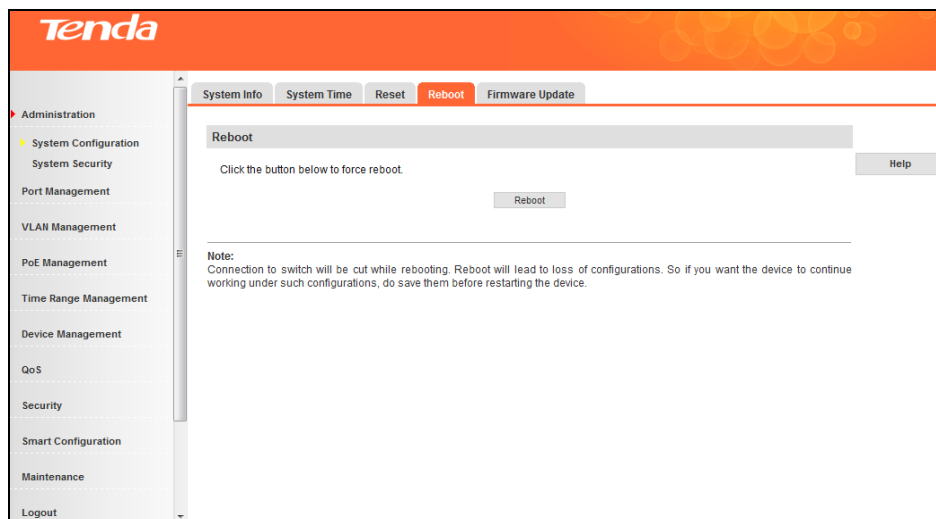 Tenda
System Info
System Time
Reset
Reboot
Firmware Update
Administration
System Configuration
System Security
Port Management
VLAN Management
PoE Management
Time Range Management
Device Management
QoS
Security
Smart Configuration
Maintenance
Logout
Reboot
Click the button below to force reboot.
Reboot
Help
Note:
Connection to switch will be cut while rebooting. Reboot will lead to loss of configurations. So if you want the device to continue
working under such configurations, do save them before restarting the device.